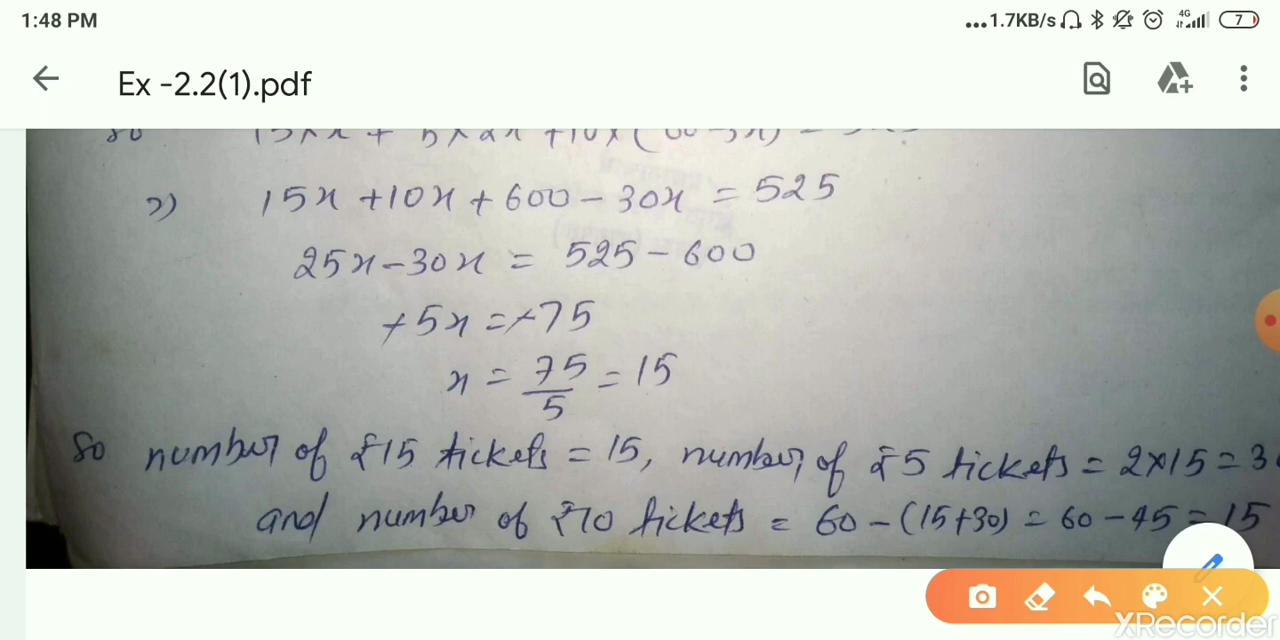 1:48 PM
...1.7KB/s 4G 7
Ex -2.2(1).pdf
15x + 10x + 600 - 30x = 525
25x - 30x = 525 - 600
+5x = +75
x = 75/5 = 15
So number of ₹15 tickets = 15, number of ₹5 tickets = 2×15 = 3
and number of ₹10 tickets = 60 - (15+30) = 60 - 45 = 15
XRecorder